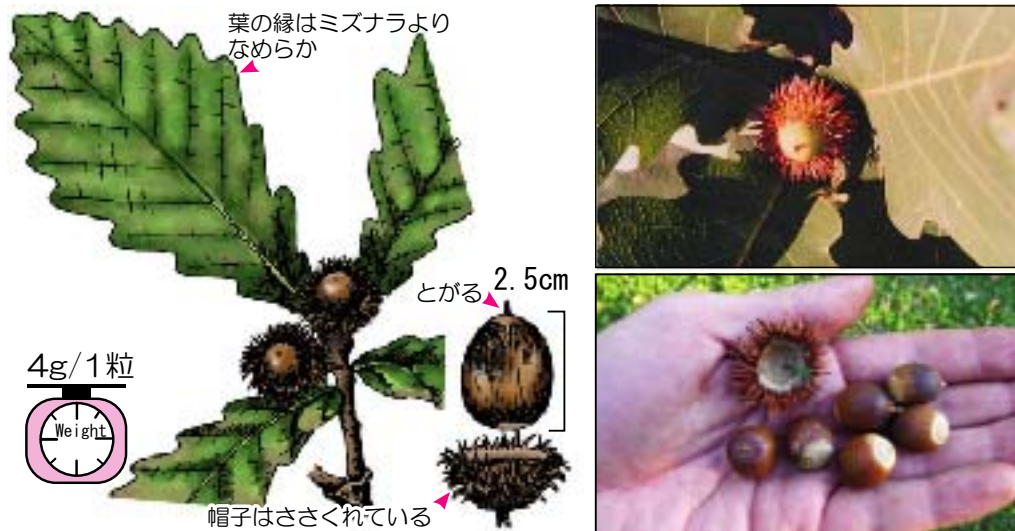 葉の縁はミズナラより
なめらか
とがる
2.5cm
4g/1粒
Weight
帽子はささくれている